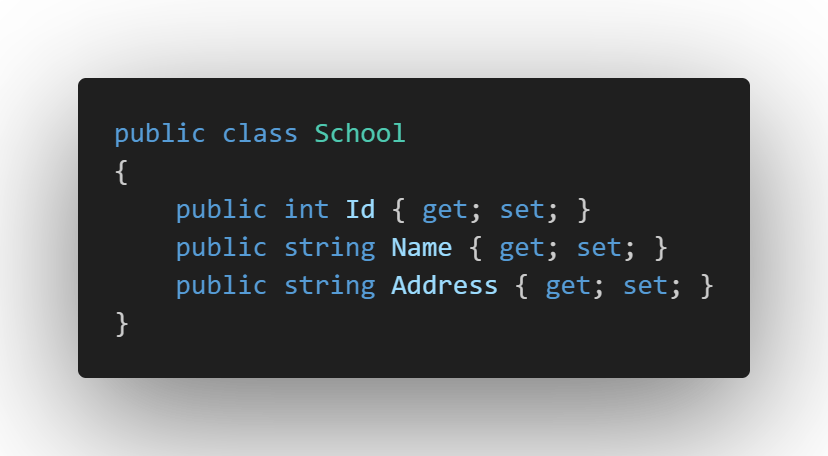 public class School
{
    public int Id { get; set; }
    public string Name { get; set; }
    public string Address { get; set; }
}